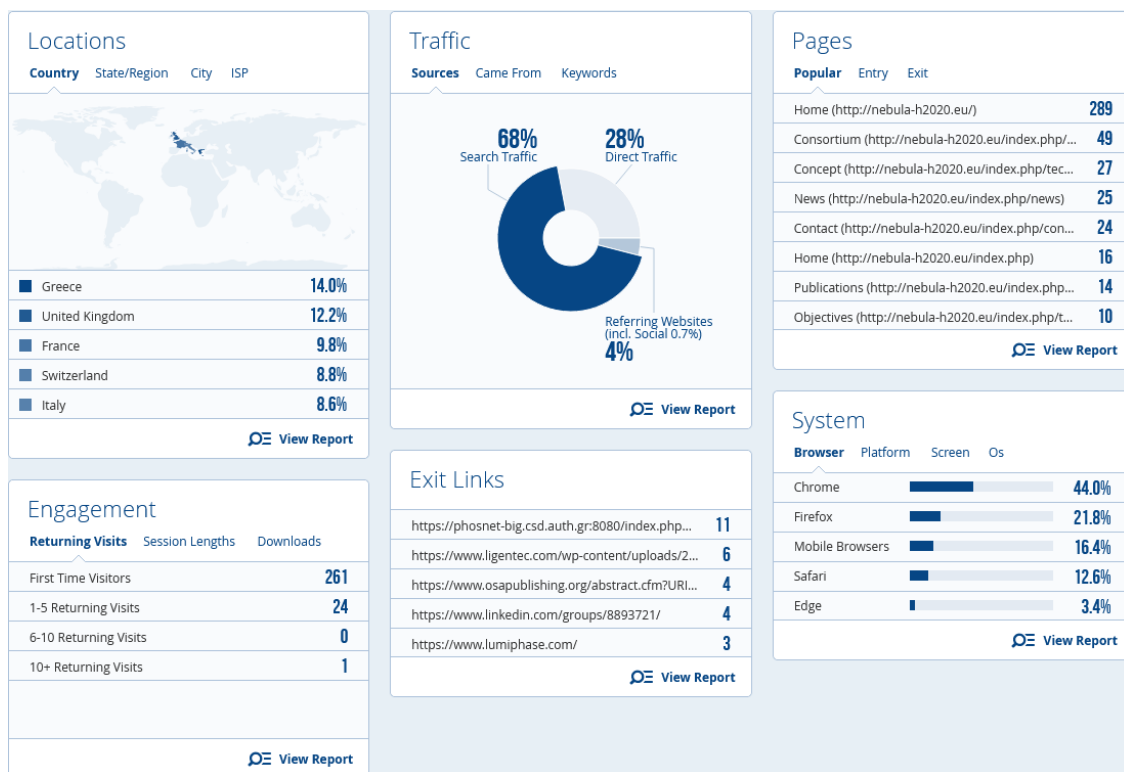 Locations
Country State/Region City ISP
Greece 14.0%
United Kingdom 12.2%
France 9.8%
Switzerland 8.8%
Italy 8.6%
View Report
Engagement
Returning Visits Session Lengths Downloads
First Time Visitors 261
1-5 Returning Visits 24
6-10 Returning Visits 0
10+ Returning Visits 1
View Report
Traffic
Sources Came From Keywords
68%
Search Traffic
28%
Direct Traffic
Referring Websites
(incl. Social 0.7%)
4%
View Report
Exit Links
https://phosnet-big.csd.auth.gr:8080/index.php... 11
https://www.ligentec.com/wp-content/uploads/2... 6
https://www.osapublishing.org/abstract.cfm?URI... 4
https://www.linkedin.com/groups/8893721/ 4
https://www.lumiphase.com/ 3
View Report
Pages
Popular Entry Exit
Home (http://nebula-h2020.eu/) 289
Consortium (http://nebula-h2020.eu/index.php/... 49
Concept (http://nebula-h2020.eu/index.php/tec... 27
News (http://nebula-h2020.eu/index.php/news) 25
Contact (http://nebula-h2020.eu/index.php/con... 24
Home (http://nebula-h2020.eu/index.php) 16
Publications (http://nebula-h2020.eu/index.php... 14
Objectives (http://nebula-h2020.eu/index.php/t... 10
View Report
System
Browser Platform Screen Os
Chrome 44.0%
Firefox 21.8%
Mobile Browsers 16.4%
Safari 12.6%
Edge 3.4%
View Report